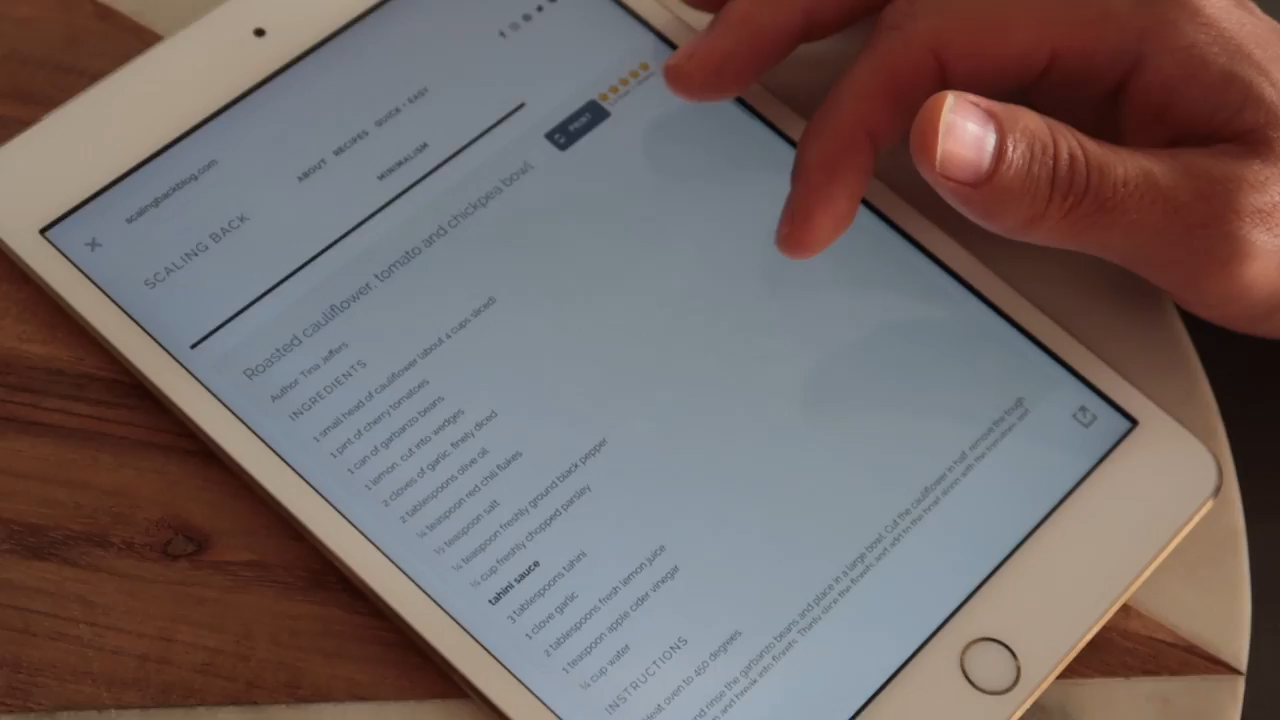 scalingbackblog.com
SCALING BACK
ABOUT RECIPES QUICK + EASY
MINIMALISM
PRINT
Roasted cauliflower, tomato and chickpea bowl
Author: Tina Jeffers
INGREDIENTS
1 small head of cauliflower (about 4 cups sliced)
1 pint of cherry tomatoes
1 can of garbanzo beans
1 lemon, cut into wedges
2 cloves of garlic, finely diced
2 tablespoons olive oil
¼ teaspoon red chili flakes
½ teaspoon salt
¼ teaspoon freshly ground black pepper
½ cup freshly chopped parsley
tahini sauce
3 tablespoons tahini
1 clove garlic
2 tablespoons fresh lemon juice
1 teaspoon apple cider vinegar
¼ cup water
INSTRUCTIONS
Heat oven to 450 degrees
and rinse the garbanzo beans and place in a large bowl. Cut the cauliflower in half, remove the tough
and break into florets. Thinly slice the florets and add to the bowl along with the tomatoes and